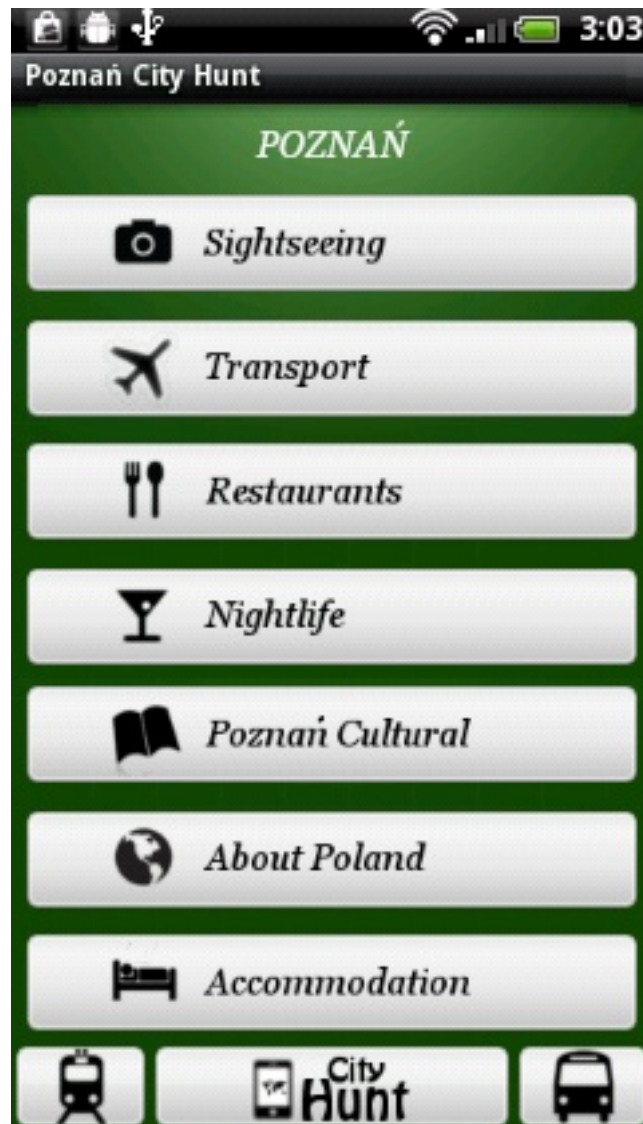 3:03
Poznań City Hunt
POZNAŃ
Sightseeing
Transport
Restaurants
Nightlife
Poznań Cultural
About Poland
Accommodation
City
Hunt